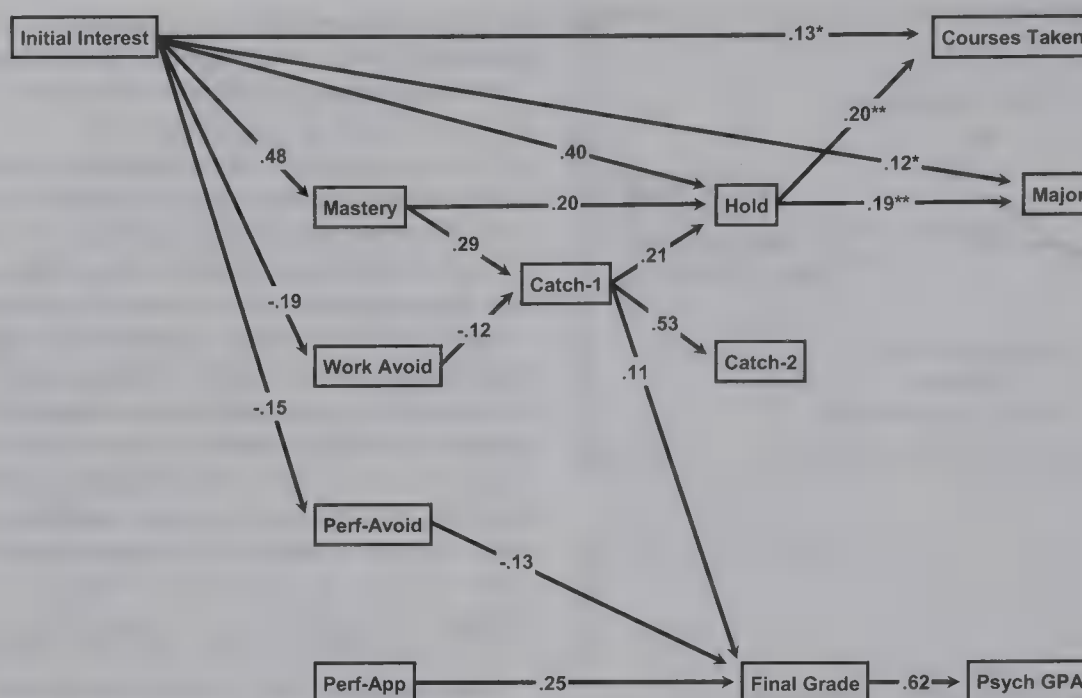 Initial Interest
.13*
Courses Taken
.20**
.48
.40
.12*
Mastery
.20
Hold
.19**
Major
.29
.21
Catch-1
-.19
-.12
.53
Work Avoid
.11
Catch-2
-.15
Perf-Avoid
-.13
Perf-App
.25
Final Grade
.62
Psych GPA